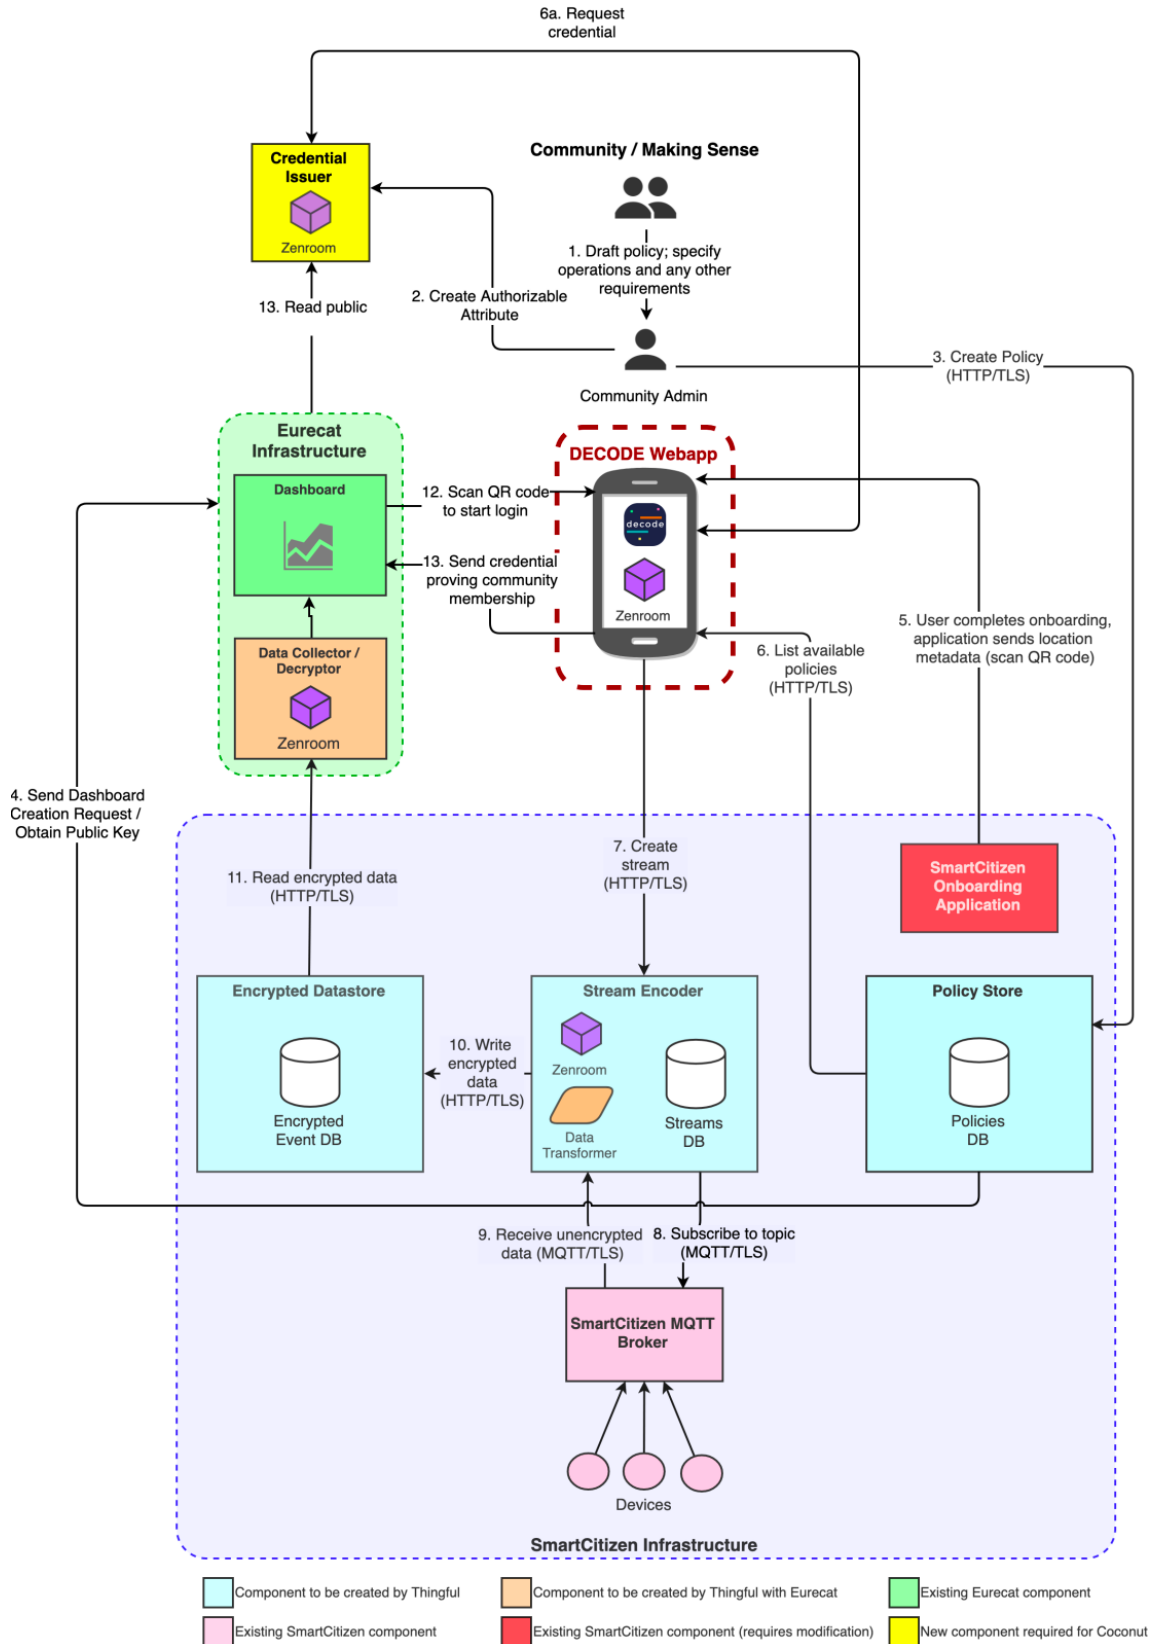 6a. Request
credential
Credential
Issuer
Zenroom
Community / Making Sense
1. Draft policy; specify
operations and any other
requirements
2. Create Authorizable
Attribute
13. Read public
Community Admin
3. Create Policy
(HTTP/TLS)
Eurecat
Infrastructure
Dashboard
DECODE Webapp
decode
Zenroom
12. Scan QR code
to start login
13. Send credential
proving community
membership
5. User completes onboarding,
application sends location
metadata (scan QR code)
6. List available
policies
(HTTP/TLS)
Data Collector /
Decryptor
Zenroom
4. Send Dashboard
Creation Request /
Obtain Public Key
7. Create
stream
(HTTP/TLS)
11. Read encrypted data
(HTTP/TLS)
SmartCitizen
Onboarding
Application
Encrypted Datastore
Encrypted
Event DB
10. Write
encrypted
data
(HTTP/TLS)
Stream Encoder
Zenroom
Data
Transformer
Streams
DB
Policy Store
Policies
DB
9. Receive unencrypted
data (MQTT/TLS)
8. Subscribe to topic
(MQTT/TLS)
SmartCitizen MQTT
Broker
Devices
SmartCitizen Infrastructure
Component to be created by Thingful
Component to be created by Thingful with Eurecat
Existing Eurecat component
Existing SmartCitizen component
Existing SmartCitizen component (requires modification)
New component required for Coconut